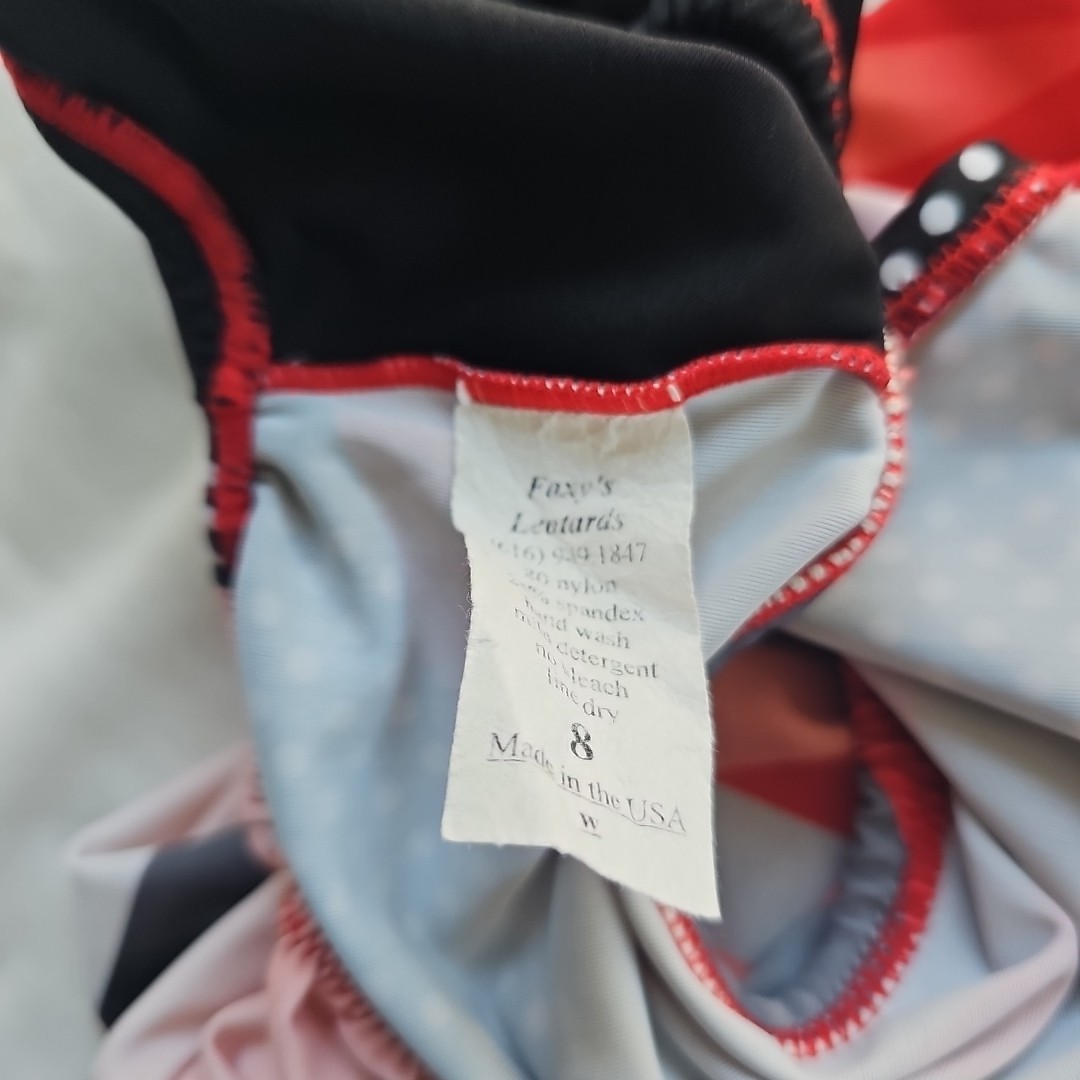 Foxy's
Leotards
939-1847
nylon
spandex
hand wash
detergent
no bleach
line dry
8
Made in the USA
W